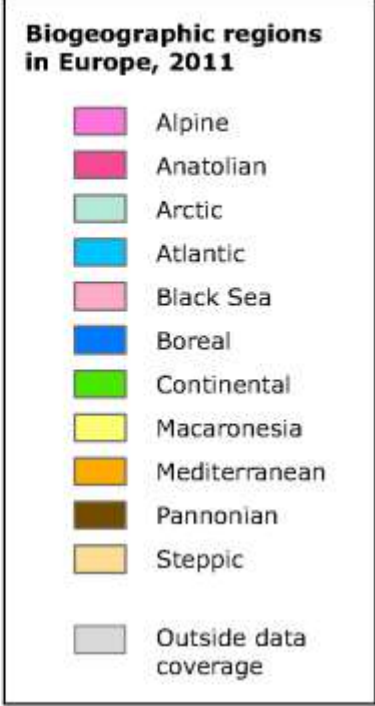 Biogeographic regions
in Europe, 2011
Alpine
Anatolian
Arctic
Atlantic
Black Sea
Boreal
Continental
Macaronesia
Mediterranean
Pannonian
Steppic
Outside data
coverage